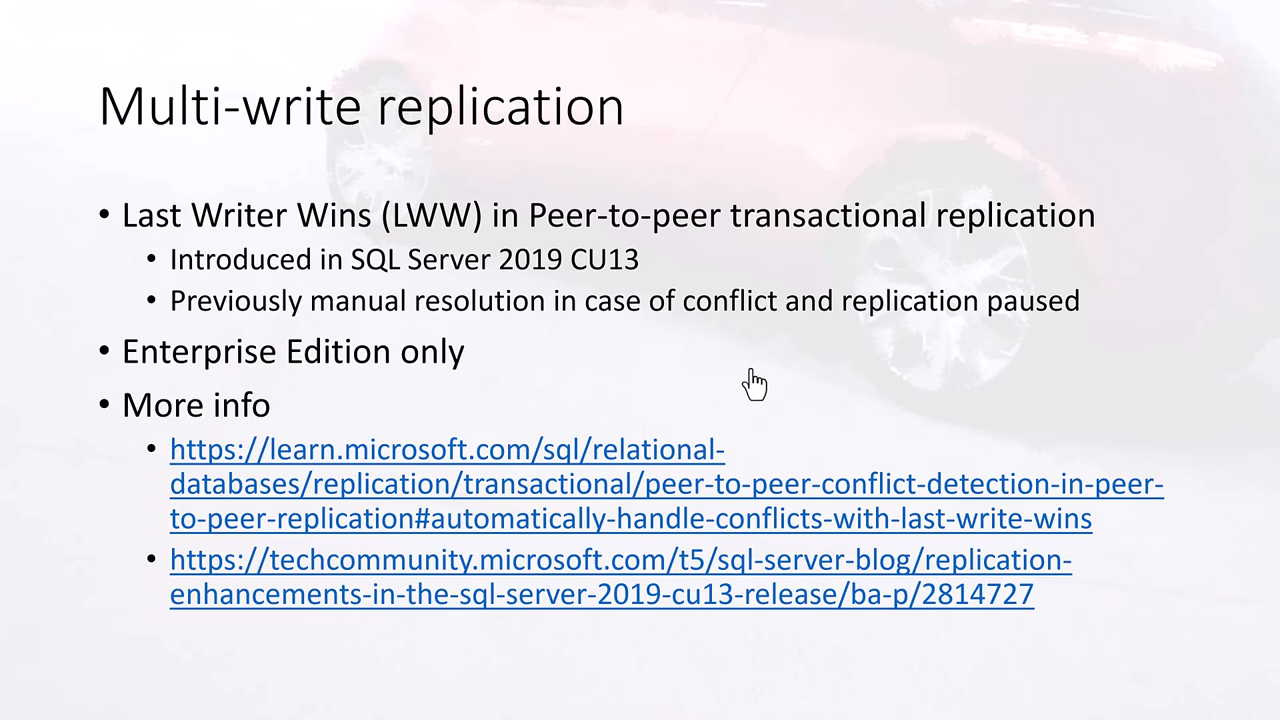 Multi-write replication
• Last Writer Wins (LWW) in Peer-to-peer transactional replication
• Introduced in SQL Server 2019 CU13
• Previously manual resolution in case of conflict and replication paused
• Enterprise Edition only
• More info
• https://learn.microsoft.com/sql/relational-
databases/replication/transactional/peer-to-peer-conflict-detection-in-peer-
to-peer-replication#automatically-handle-conflicts-with-last-write-wins
• https://techcommunity.microsoft.com/t5/sql-server-blog/replication-
enhancements-in-the-sql-server-2019-cu13-release/ba-p/2814727